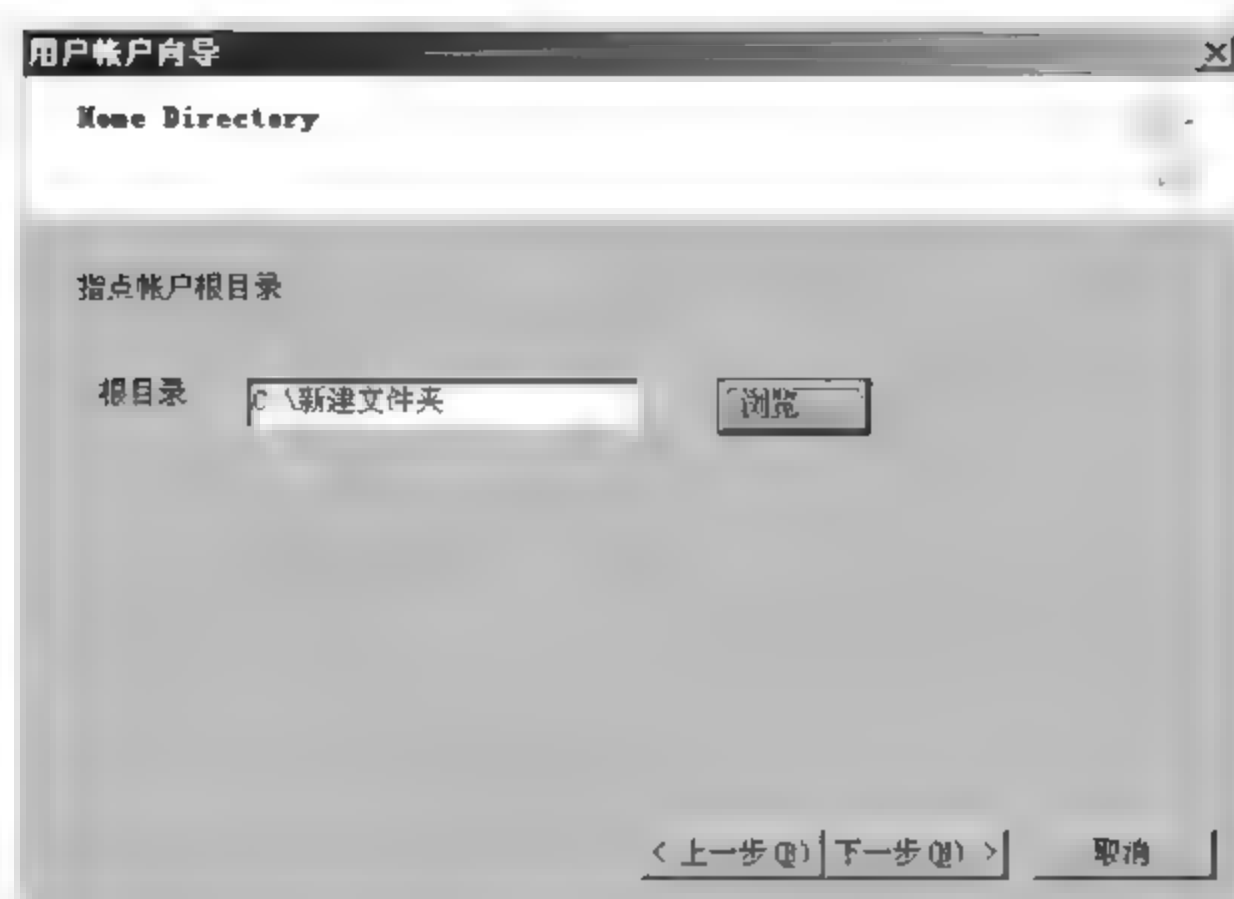 用户帐户向导
Home Directory
指点帐户根目录
根目录 C \新建文件夹 浏览
< 上一步(B) 下一步(N) > 取消